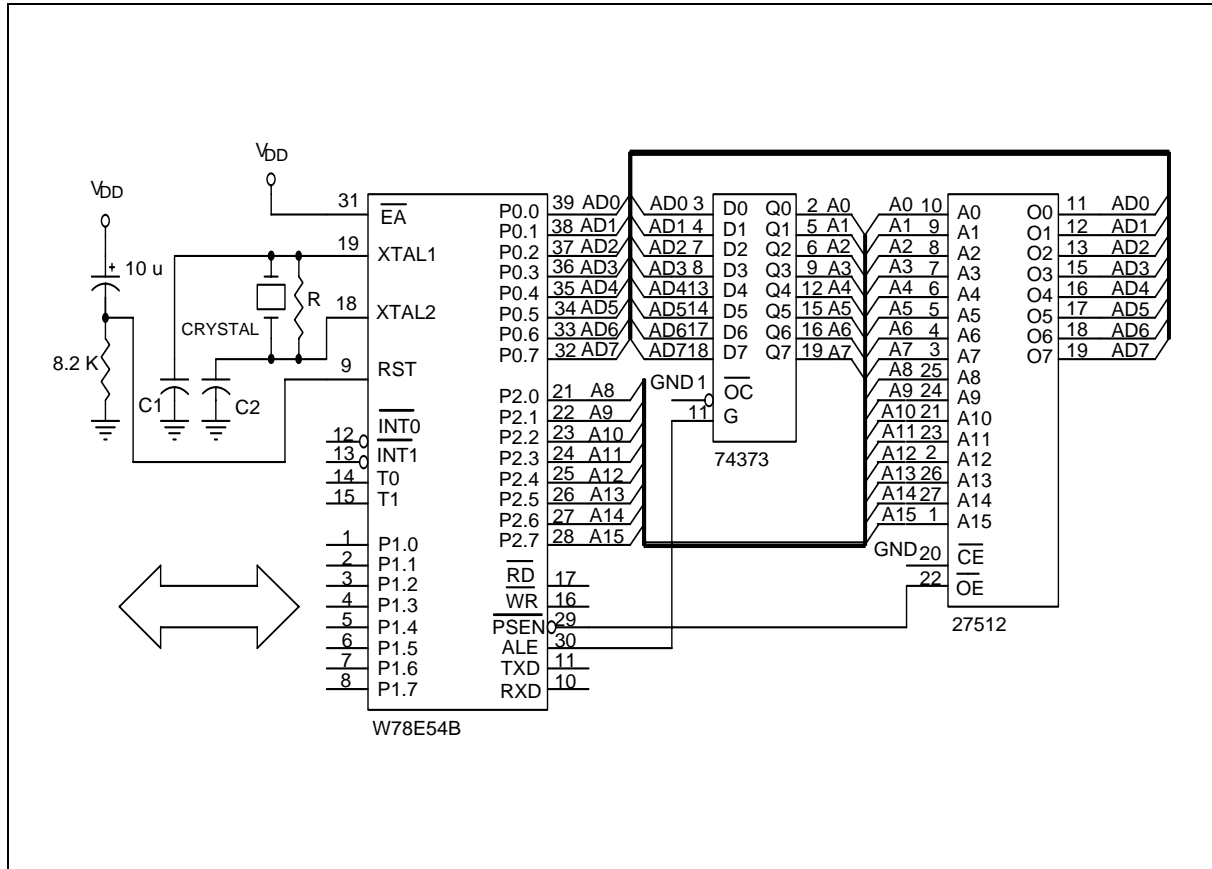 VDD
10 u
8.2 K
C1
C2
VDD
CRYSTAL
R
31 EA
19 XTAL1
18 XTAL2
9 RST
12 INT0
13 INT1
14 T0
15 T1
1 P1.0
2 P1.1
3 P1.2
4 P1.3
5 P1.4
6 P1.5
7 P1.6
8 P1.7
P0.0 39 AD0
P0.1 38 AD1
P0.2 37 AD2
P0.3 36 AD3
P0.4 35 AD4
P0.5 34 AD5
P0.6 33 AD6
P0.7 32 AD7
P2.0 21 A8
P2.1 22 A9
P2.2 23 A10
P2.3 24 A11
P2.4 25 A12
P2.5 26 A13
P2.6 27 A14
P2.7 28 A15
RD 17
WR 16
PSEN 29
ALE 30
TXD 11
RXD 10
W78E54B
AD0 3 D0 Q0 2 A0
AD1 4 D1 Q1 5 A1
AD2 7 D2 Q2 6 A2
AD3 8 D3 Q3 9 A3
AD4 13 D4 Q4 12 A4
AD5 14 D5 Q5 15 A5
AD6 17 D6 Q6 16 A6
AD7 18 D7 Q7 19 A7
GND 1 OC
11 G
74373
A0 10 A0 O0 11 AD0
A1 9 A1 O1 12 AD1
A2 8 A2 O2 13 AD2
A3 7 A3 O3 15 AD3
A4 6 A4 O4 16 AD4
A5 5 A5 O5 17 AD5
A6 4 A6 O6 18 AD6
A7 3 A7 O7 19 AD7
A8 25 A8
A9 24 A9
A10 21 A10
A11 23 A11
A12 2 A12
A13 26 A13
A14 27 A14
A15 1 A15
GND 20 CE
22 OE
27512